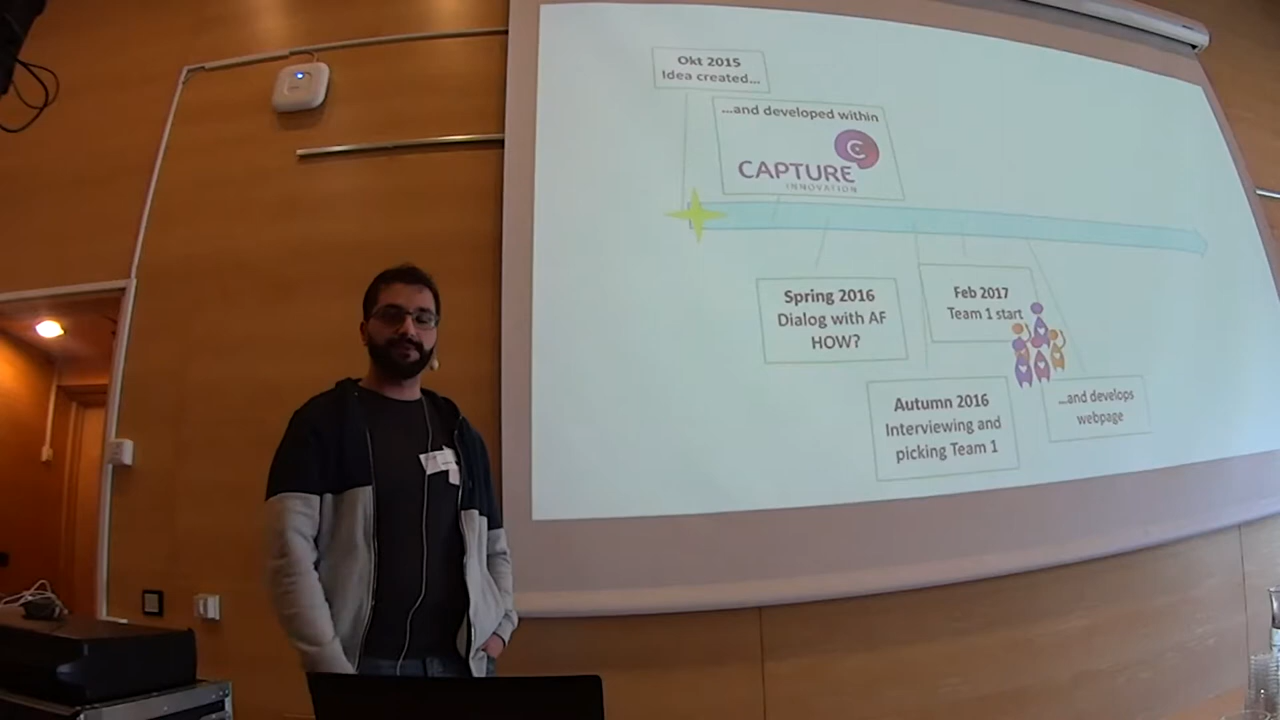 Okt 2015
Idea created...
...and developed within
CAPTURE
INNOVATION
Spring 2016
Dialog with AF
HOW?
Feb 2017
Team 1 start
Autumn 2016
Interviewing and
picking Team 1
...and develops
webpage